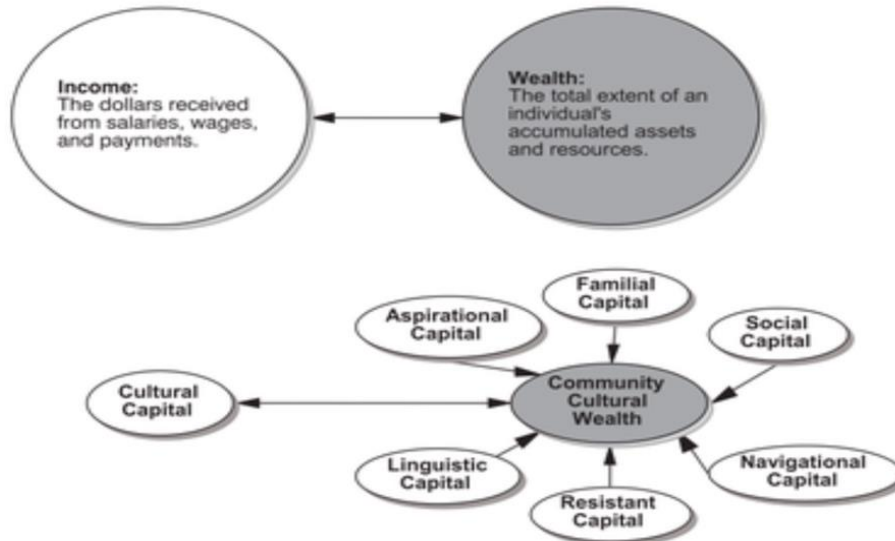 Income:
The dollars received
from salaries, wages,
and payments.
Wealth:
The total extent of an
individual's
accumulated assets
and resources.
Familial
Capital
Aspirational
Capital
Social
Capital
Cultural
Capital
Community
Cultural
Wealth
Linguistic
Capital
Navigational
Capital
Resistant
Capital